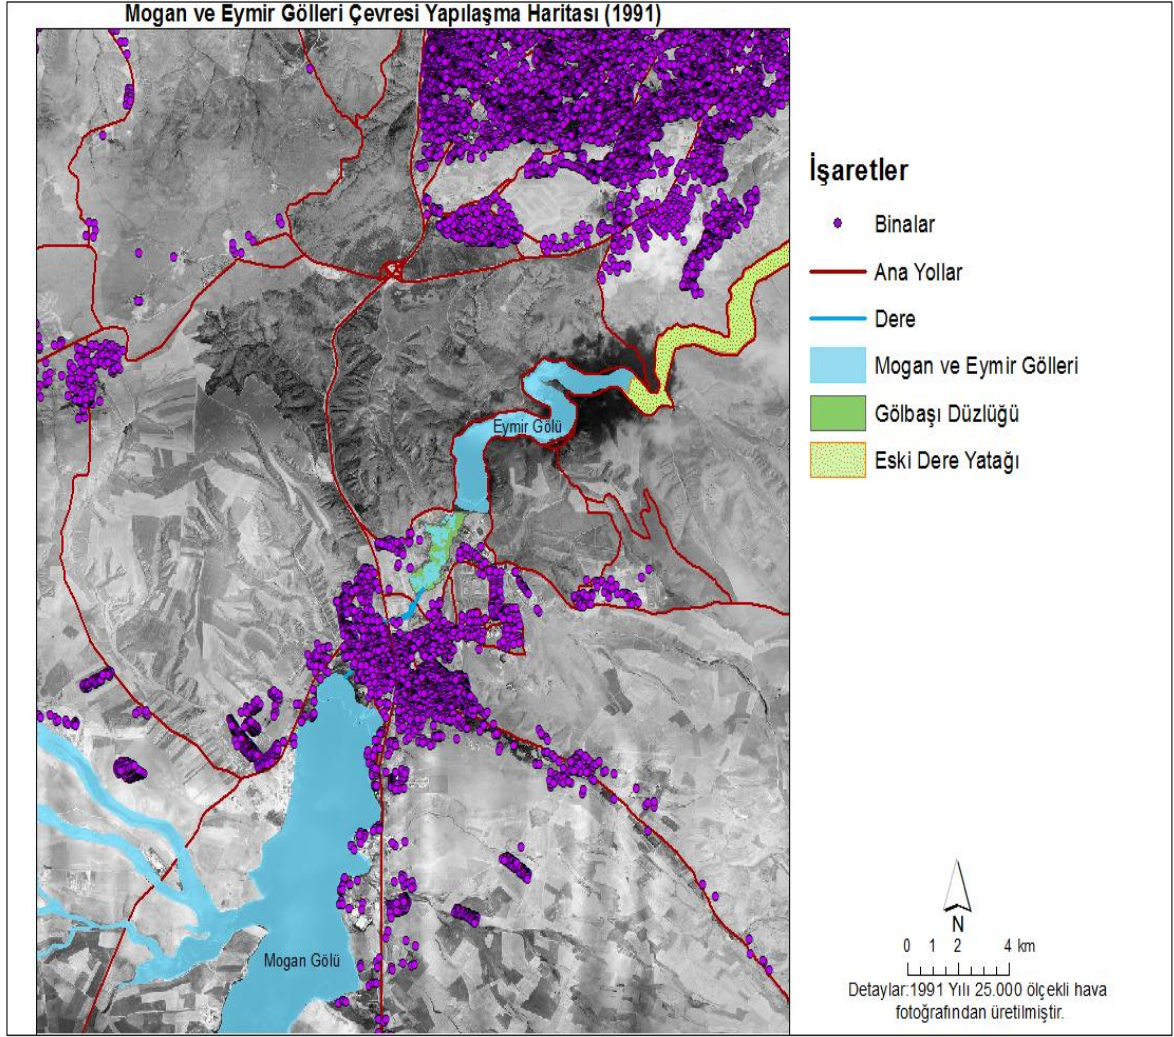 Mogan ve Eymir Gölleri Çevresi Yapılaşma Haritası (1991)
İşaretler
Binalar
Ana Yollar
Dere
Mogan ve Eymir Gölleri
Gölbaşı Düzlüğü
Eski Dere Yatağı
Eymir Gölü
Mogan Gölü
N
0 1 2 4 km
Detaylar:1991 Yılı 25.000 ölçekli hava
fotoğrafından üretilmiştir.